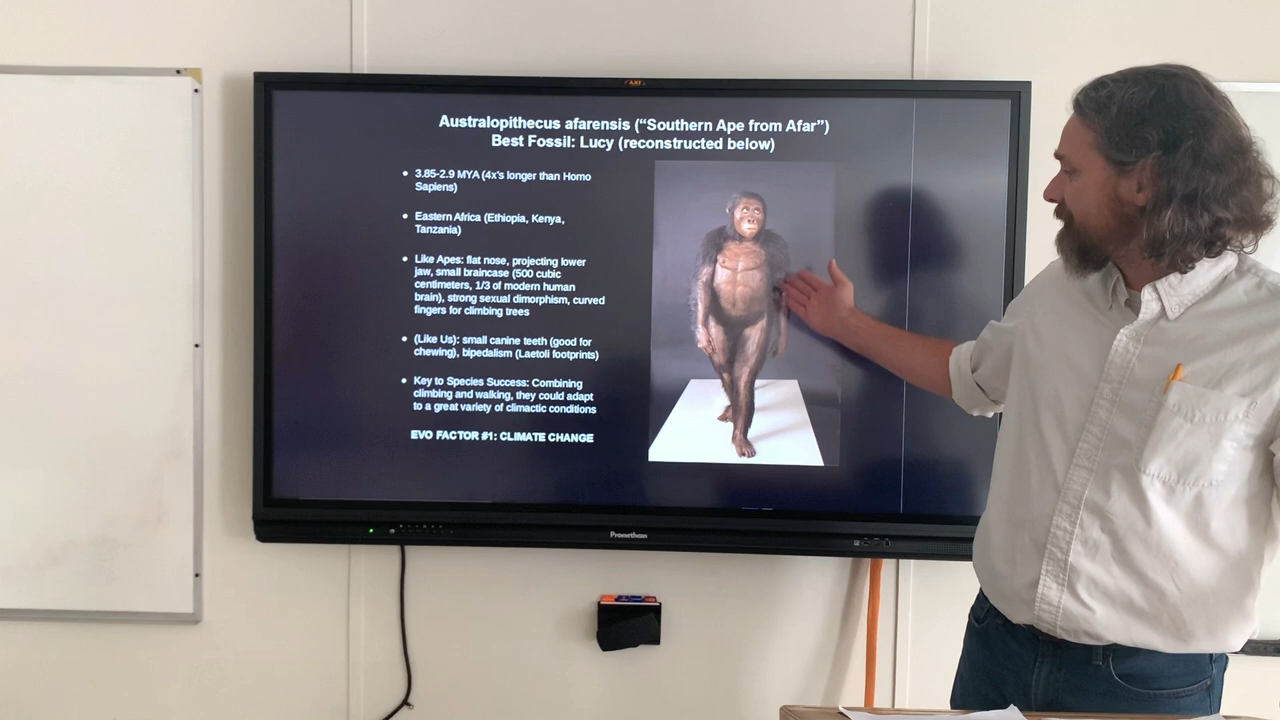 Australopithecus afarensis (“Southern Ape from Afar”)
Best Fossil: Lucy (reconstructed below)
• 3.85-2.9 MYA (4x's longer than Homo
Sapiens)
• Eastern Africa (Ethiopia, Kenya,
Tanzania)
• Like Apes: flat nose, projecting lower
jaw, small braincase (500 cubic
centimeters, 1/3 of modern human
brain), strong sexual dimorphism, curved
fingers for climbing trees
• (Like Us): small canine teeth (good for
chewing), bipedalism (Laetoli footprints)
• Key to Species Success: Combining
climbing and walking, they could adapt
to a great variety of climactic conditions
EVO FACTOR #1: CLIMATE CHANGE
Promethean